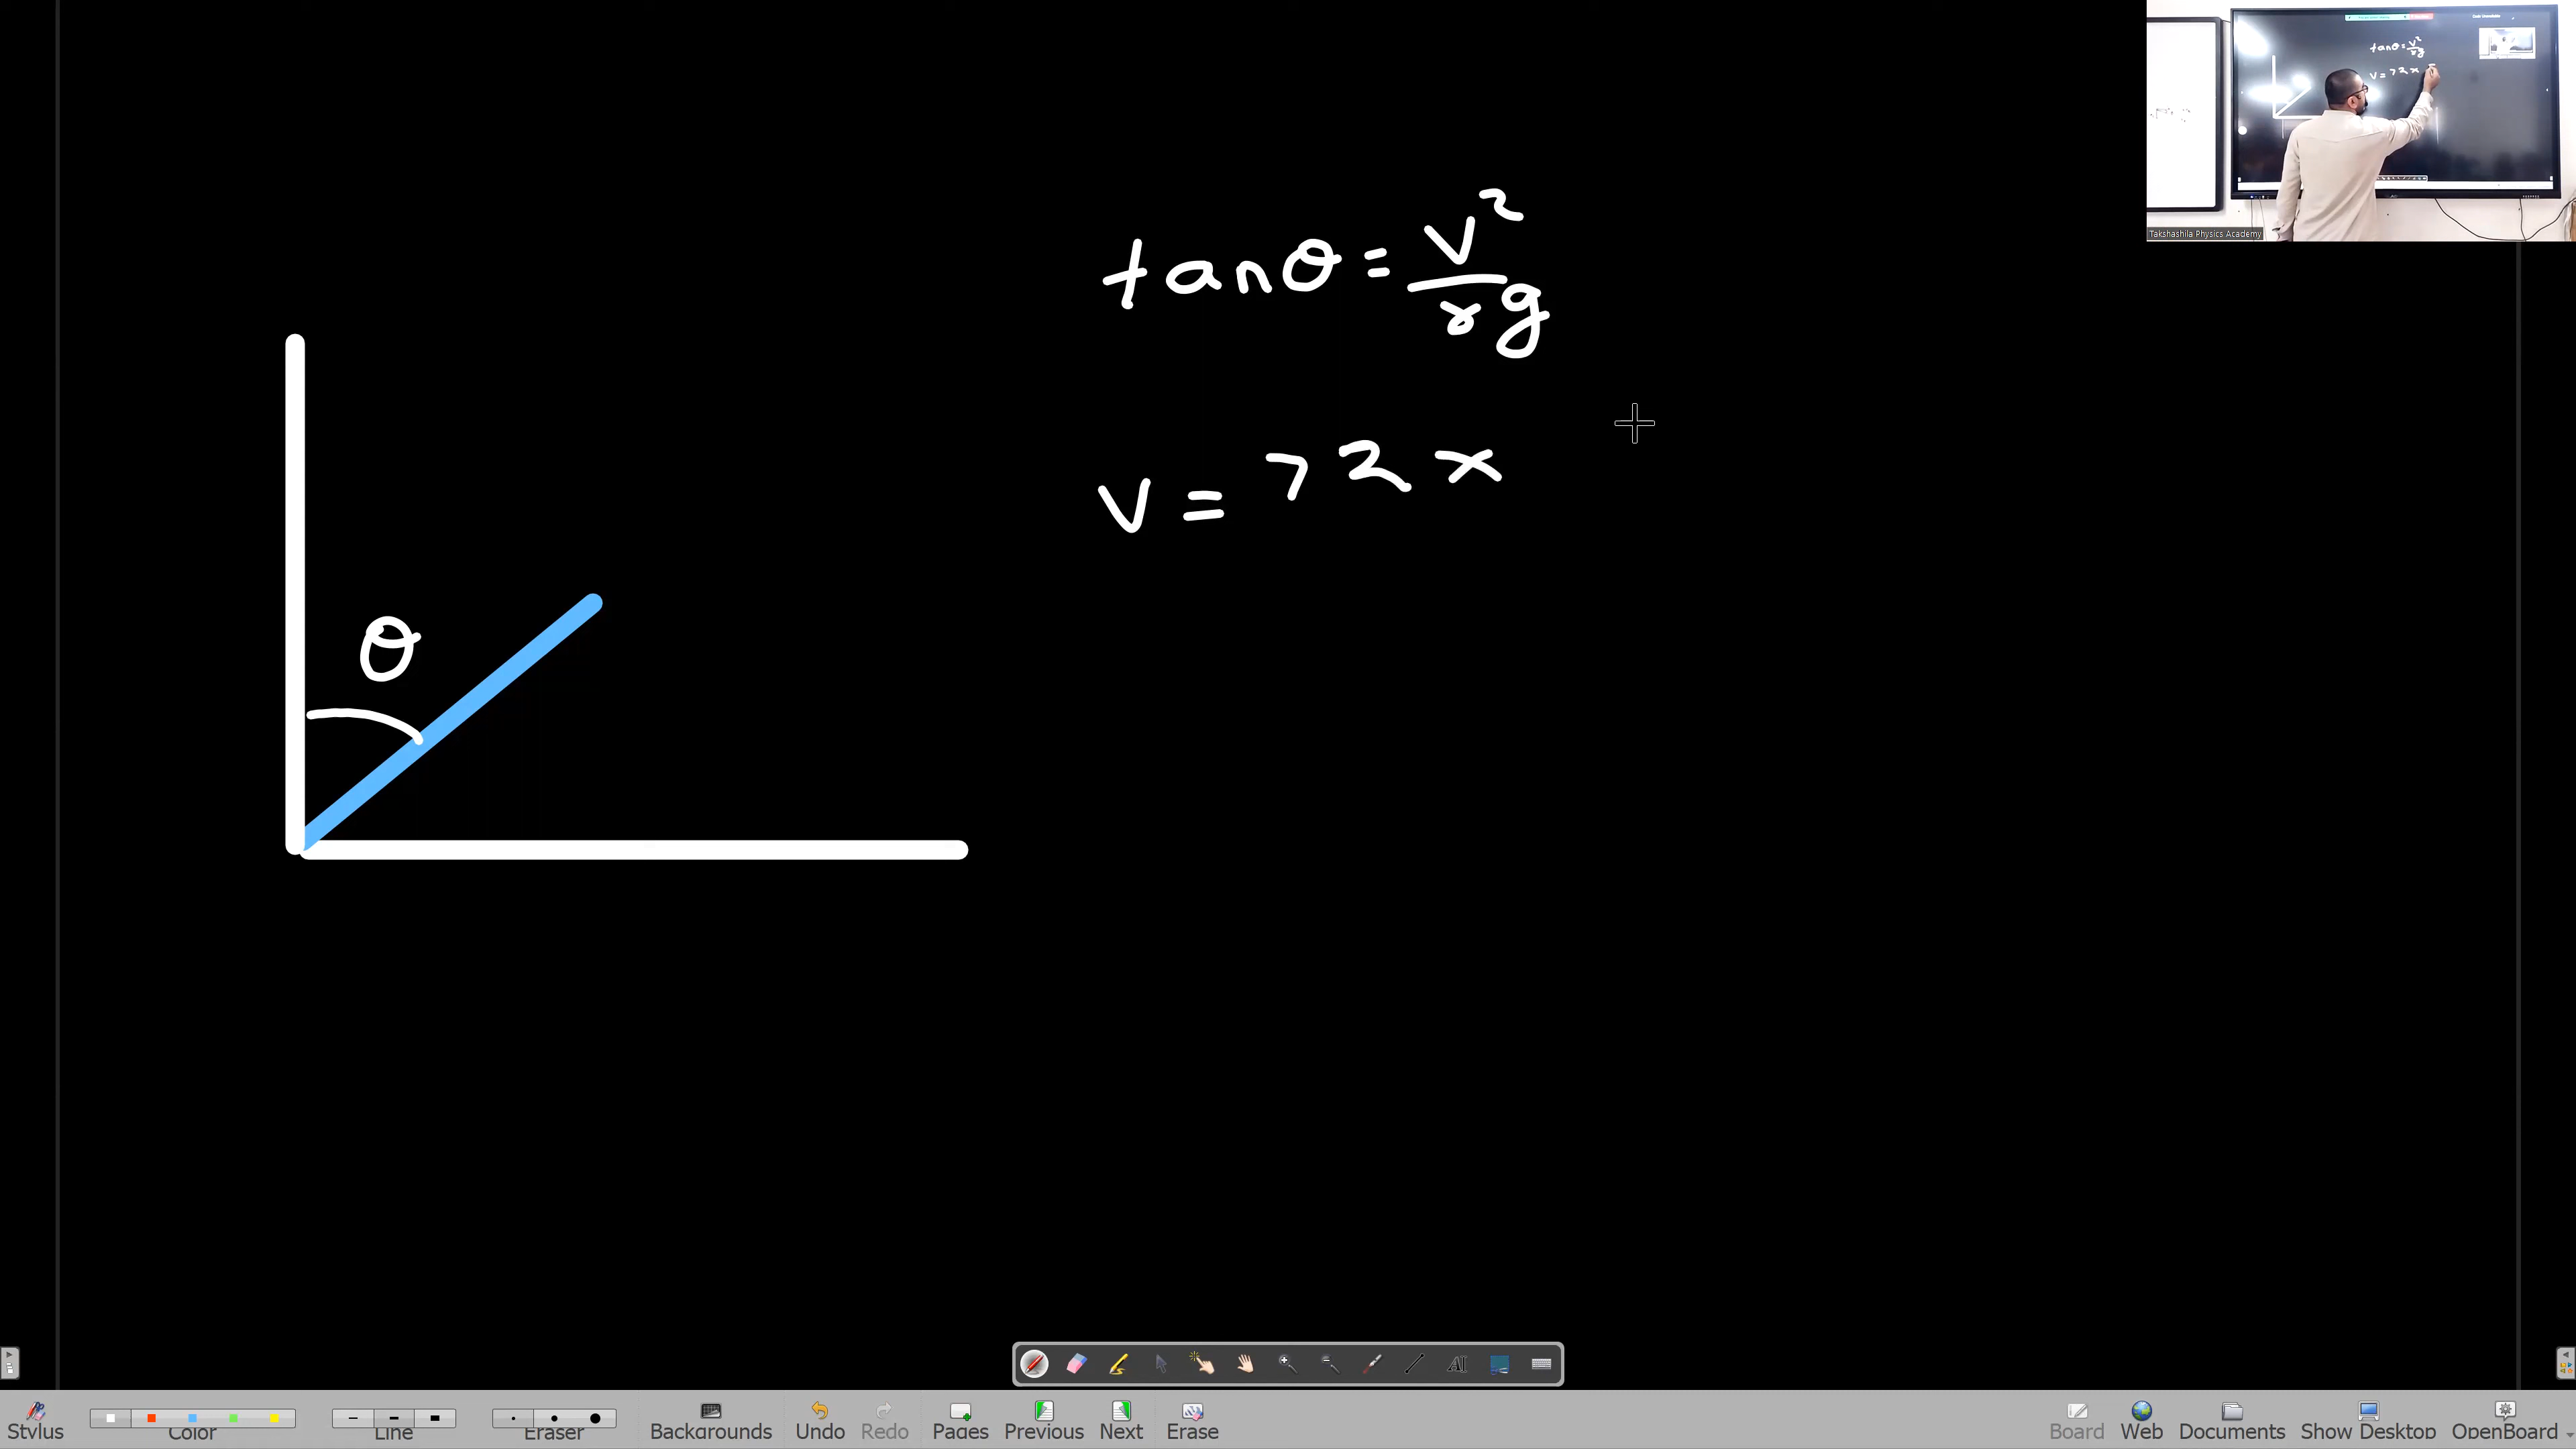 tanθ = v²/rg
v = 72 x
θ
Takshashila Physics Academy
Stylus Color Line Eraser Backgrounds Undo Redo Pages Previous Next Erase Board Web Documents Show Desktop OpenBoard